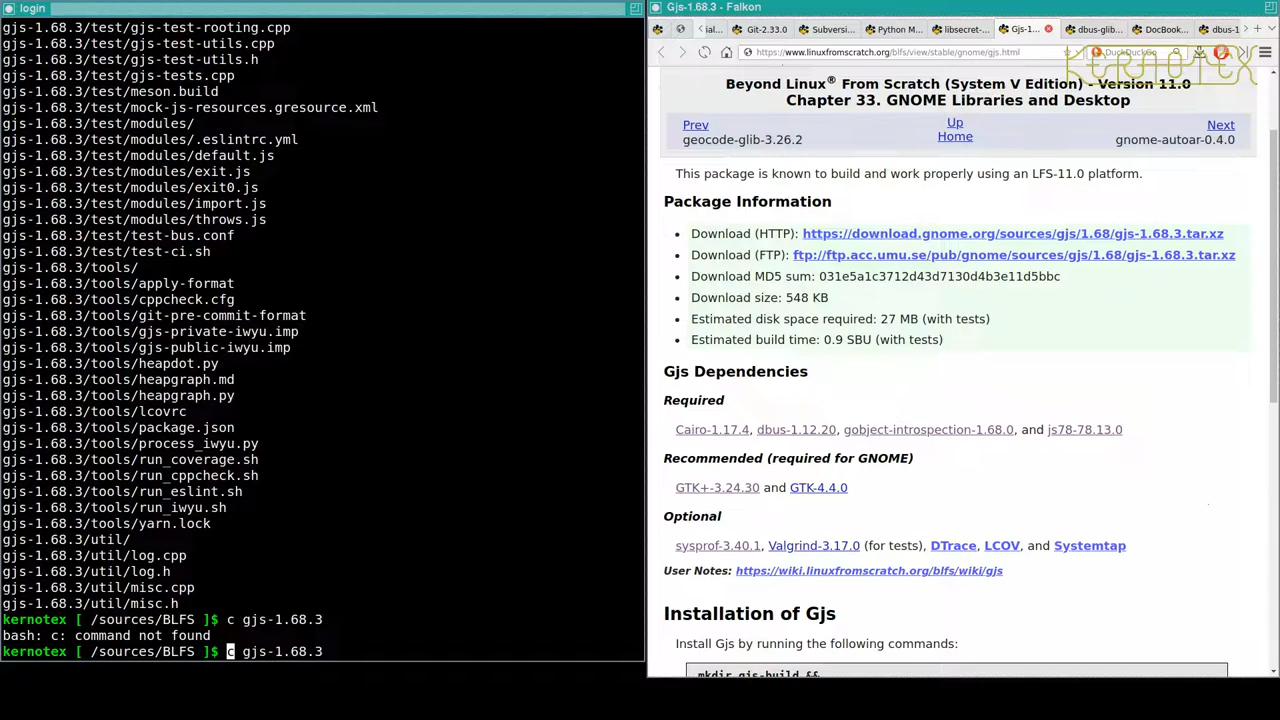 login
gjs-1.68.3/test/gjs-test-rooting.cpp
gjs-1.68.3/test/gjs-test-utils.cpp
gjs-1.68.3/test/gjs-test-utils.h
gjs-1.68.3/test/gjs-tests.cpp
gjs-1.68.3/test/meson.build
gjs-1.68.3/test/mock-js-resources.gresource.xml
gjs-1.68.3/test/modules/
gjs-1.68.3/test/modules/.eslintrc.yml
gjs-1.68.3/test/modules/default.js
gjs-1.68.3/test/modules/exit.js
gjs-1.68.3/test/modules/exit0.js
gjs-1.68.3/test/modules/import.js
gjs-1.68.3/test/modules/throws.js
gjs-1.68.3/test/test-bus.conf
gjs-1.68.3/test/test-ci.sh
gjs-1.68.3/tools/
gjs-1.68.3/tools/apply-format
gjs-1.68.3/tools/cppcheck.cfg
gjs-1.68.3/tools/git-pre-commit-format
gjs-1.68.3/tools/gjs-private-iwyu.imp
gjs-1.68.3/tools/gjs-public-iwyu.imp
gjs-1.68.3/tools/heapdot.py
gjs-1.68.3/tools/heapgraph.md
gjs-1.68.3/tools/heapgraph.py
gjs-1.68.3/tools/lcovrc
gjs-1.68.3/tools/package.json
gjs-1.68.3/tools/process_iwyu.py
gjs-1.68.3/tools/run_coverage.sh
gjs-1.68.3/tools/run_cppcheck.sh
gjs-1.68.3/tools/run_eslint.sh
gjs-1.68.3/tools/run_iwyu.sh
gjs-1.68.3/tools/yarn.lock
gjs-1.68.3/util/
gjs-1.68.3/util/log.cpp
gjs-1.68.3/util/log.h
gjs-1.68.3/util/misc.cpp
gjs-1.68.3/util/misc.h
kernotex [ /sources/BLFS ]$ c gjs-1.68.3
bash: c: command not found
kernotex [ /sources/BLFS ]$ c gjs-1.68.3
Gjs-1.68.3 - Falkon
ial... Git-2.33.0 Subversi... Python M... libsecret-... Gjs-1... dbus-glib... DocBook... dbus-1
https://www.linuxfromscratch.org/blfs/view/stable/gnome/gjs.html DuckDuckGo
KERNOTEX
Beyond Linux® From Scratch (System V Edition) - Version 11.0
Chapter 33. GNOME Libraries and Desktop
Prev Up Next
geocode-glib-3.26.2 Home gnome-autoar-0.4.0
This package is known to build and work properly using an LFS-11.0 platform.
Package Information
• Download (HTTP): https://download.gnome.org/sources/gjs/1.68/gjs-1.68.3.tar.xz
• Download (FTP): ftp://ftp.acc.umu.se/pub/gnome/sources/gjs/1.68/gjs-1.68.3.tar.xz
• Download MD5 sum: 031e5a1c3712d43d7130d4b3e11d5bbc
• Download size: 548 KB
• Estimated disk space required: 27 MB (with tests)
• Estimated build time: 0.9 SBU (with tests)
Gjs Dependencies
Required
Cairo-1.17.4, dbus-1.12.20, gobject-introspection-1.68.0, and js78-78.13.0
Recommended (required for GNOME)
GTK+-3.24.30 and GTK-4.4.0
Optional
sysprof-3.40.1, Valgrind-3.17.0 (for tests), DTrace, LCOV, and Systemtap
User Notes: https://wiki.linuxfromscratch.org/blfs/wiki/gjs
Installation of Gjs
Install Gjs by running the following commands:
mkdir gjs-build &&